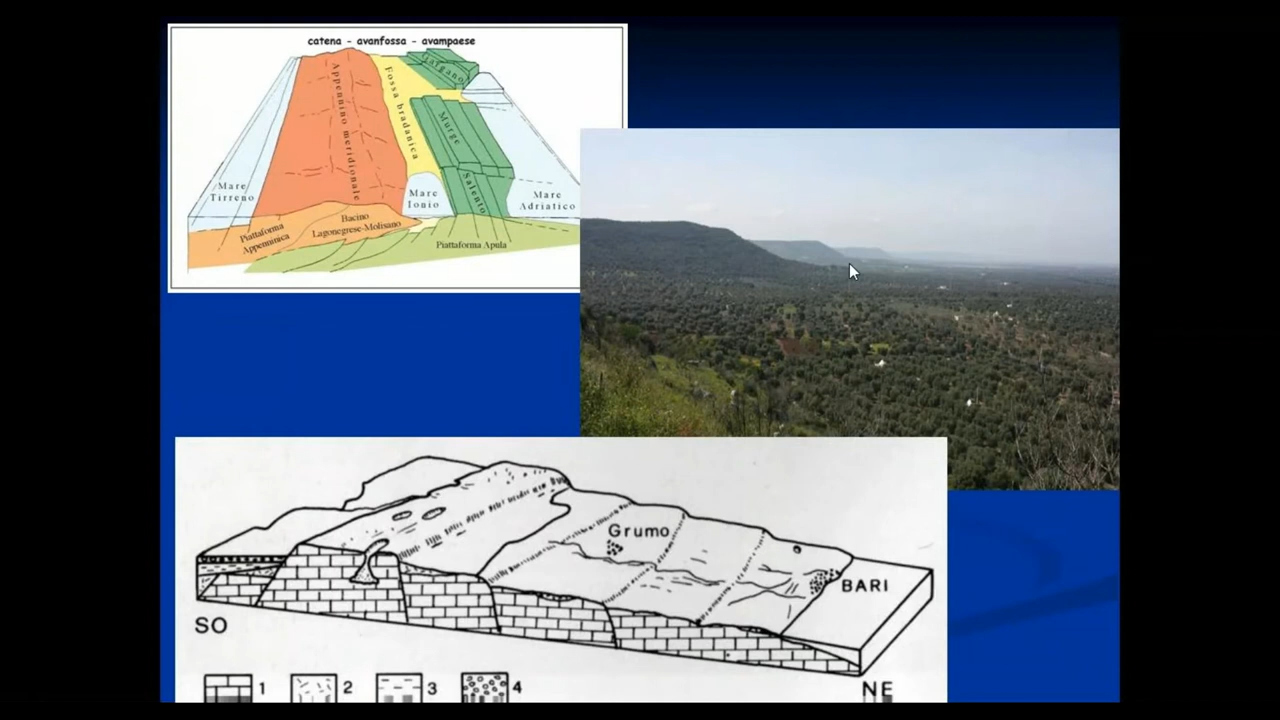 catena - avanfossa - avampaese
Gargano
Appennino meridionale
Fossa bradanica
Murge
Salento
Mare
Tirreno
Mare
Ionio
Mare
Adriatico
Piattaforma
Appenninica
Bacino
Lagonegrese-Molisano
Piattaforma Apula
Grumo
BARI
SO
1
2
3
4
NE